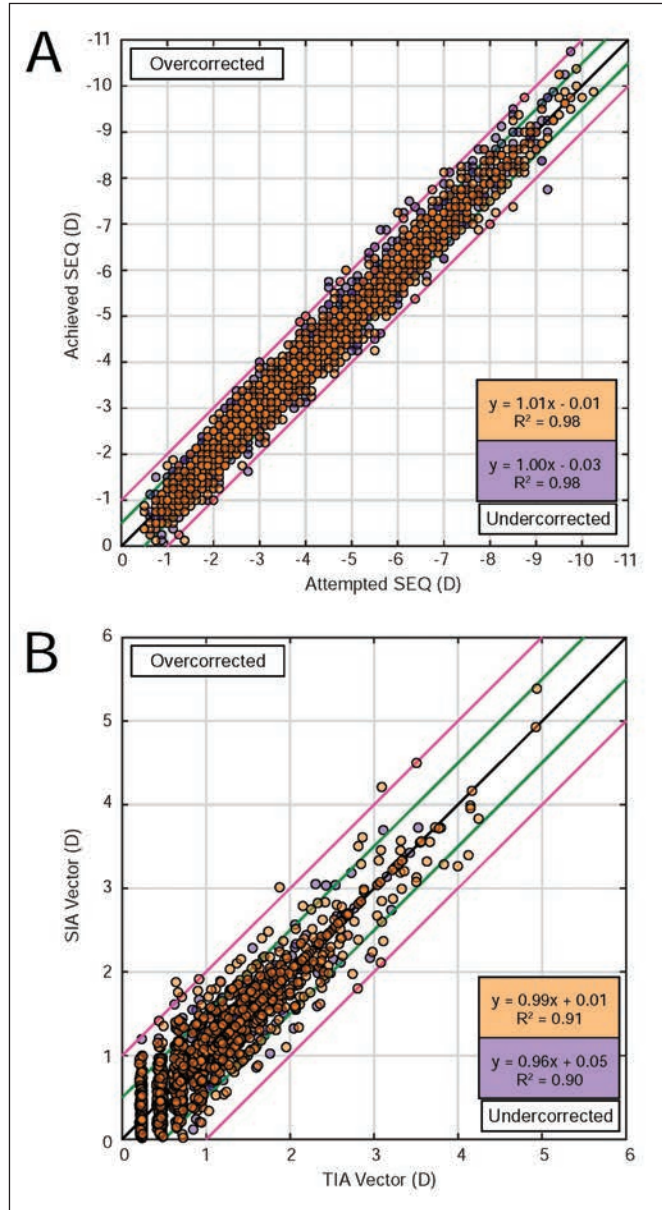 A
-11
Overcorrected
-10
-9
-8
-7
-6
-5
-4
-3
-2
-1
0
Achieved SEQ (D)
y = 1.01x - 0.01
R² = 0.98
y = 1.00x - 0.03
R² = 0.98
Undercorrected
0 -1 -2 -3 -4 -5 -6 -7 -8 -9 -10 -11
Attempted SEQ (D)
B
6
Overcorrected
5
4
3
2
1
0
SIA Vector (D)
y = 0.99x + 0.01
R² = 0.91
y = 0.96x + 0.05
R² = 0.90
Undercorrected
0 1 2 3 4 5 6
TIA Vector (D)